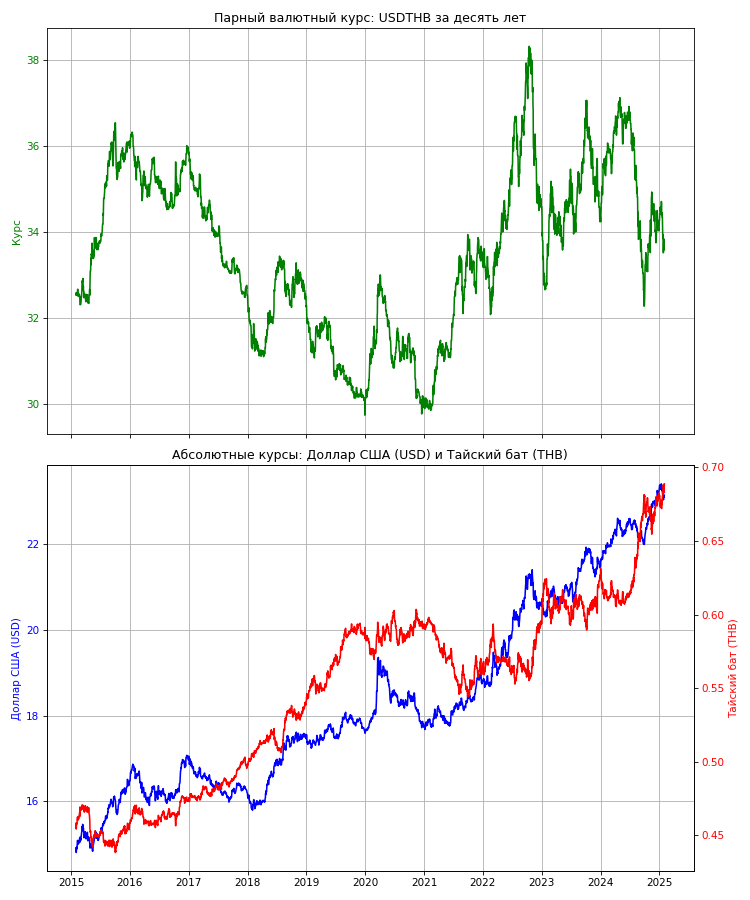 Парный валютный курс: USDTHB за десять лет
38
36
34
32
30
Курс
Абсолютные курсы: Доллар США (USD) и Тайский бат (THB)
22
20
18
16
Доллар США (USD)
0.70
0.65
0.60
0.55
0.50
0.45
Тайский бат (THB)
2015 2016 2017 2018 2019 2020 2021 2022 2023 2024 2025